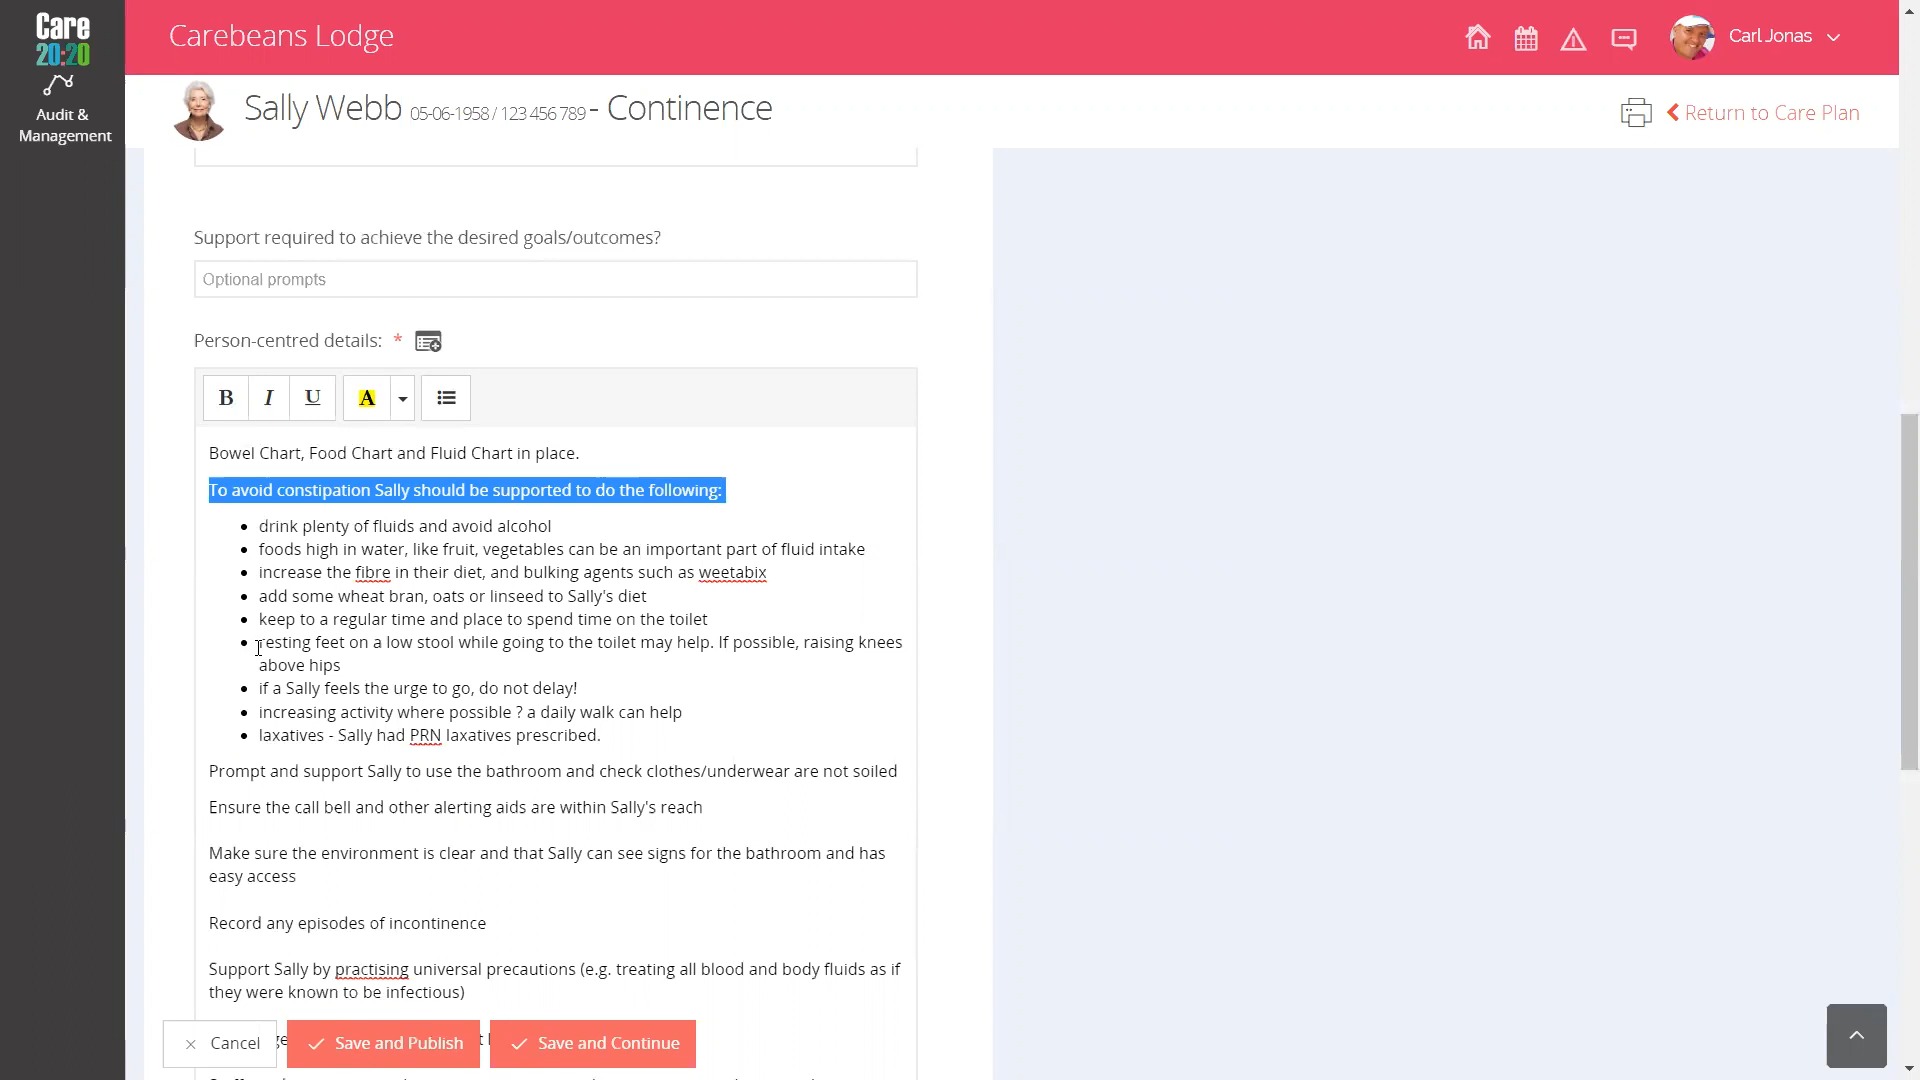 Care
20:20
Audit &
Management
Carebeans Lodge
Carl Jonas
Sally Webb 05-06-1958 / 123 456 789 - Continence
Return to Care Plan
Support required to achieve the desired goals/outcomes?
Optional prompts
Person-centred details: *
B I U A
Bowel Chart, Food Chart and Fluid Chart in place.
To avoid constipation Sally should be supported to do the following:
• drink plenty of fluids and avoid alcohol
• foods high in water, like fruit, vegetables can be an important part of fluid intake
• increase the fibre in their diet, and bulking agents such as weetabix
• add some wheat bran, oats or linseed to Sally's diet
• keep to a regular time and place to spend time on the toilet
• resting feet on a low stool while going to the toilet may help. If possible, raising knees
above hips
• if a Sally feels the urge to go, do not delay!
• increasing activity where possible ? a daily walk can help
• laxatives - Sally had PRN laxatives prescribed.
Prompt and support Sally to use the bathroom and check clothes/underwear are not soiled
Ensure the call bell and other alerting aids are within Sally's reach
Make sure the environment is clear and that Sally can see signs for the bathroom and has
easy access
Record any episodes of incontinence
Support Sally by practising universal precautions (e.g. treating all blood and body fluids as if
they were known to be infectious)
Cancel
Save and Publish
Save and Continue